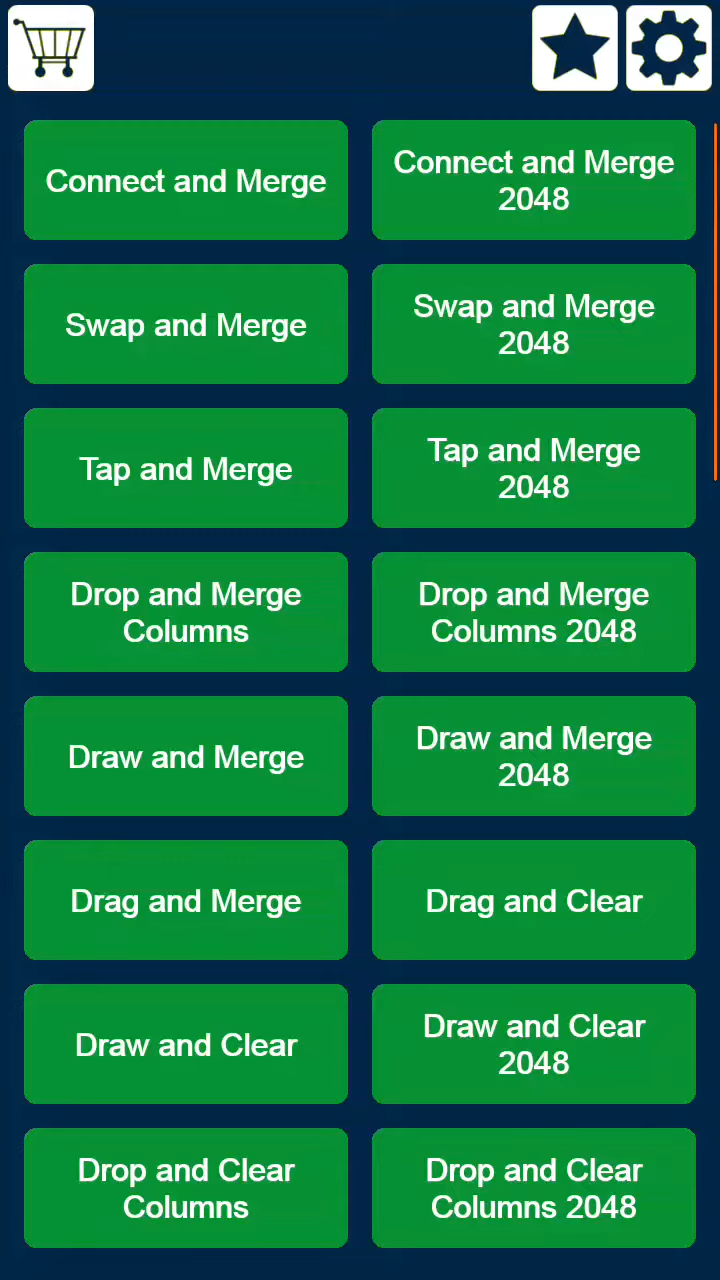 Connect and Merge
Connect and Merge
2048
Swap and Merge
Swap and Merge
2048
Tap and Merge
Tap and Merge
2048
Drop and Merge
Columns
Drop and Merge
Columns 2048
Draw and Merge
Draw and Merge
2048
Drag and Merge
Drag and Clear
Draw and Clear
Draw and Clear
2048
Drop and Clear
Columns
Drop and Clear
Columns 2048